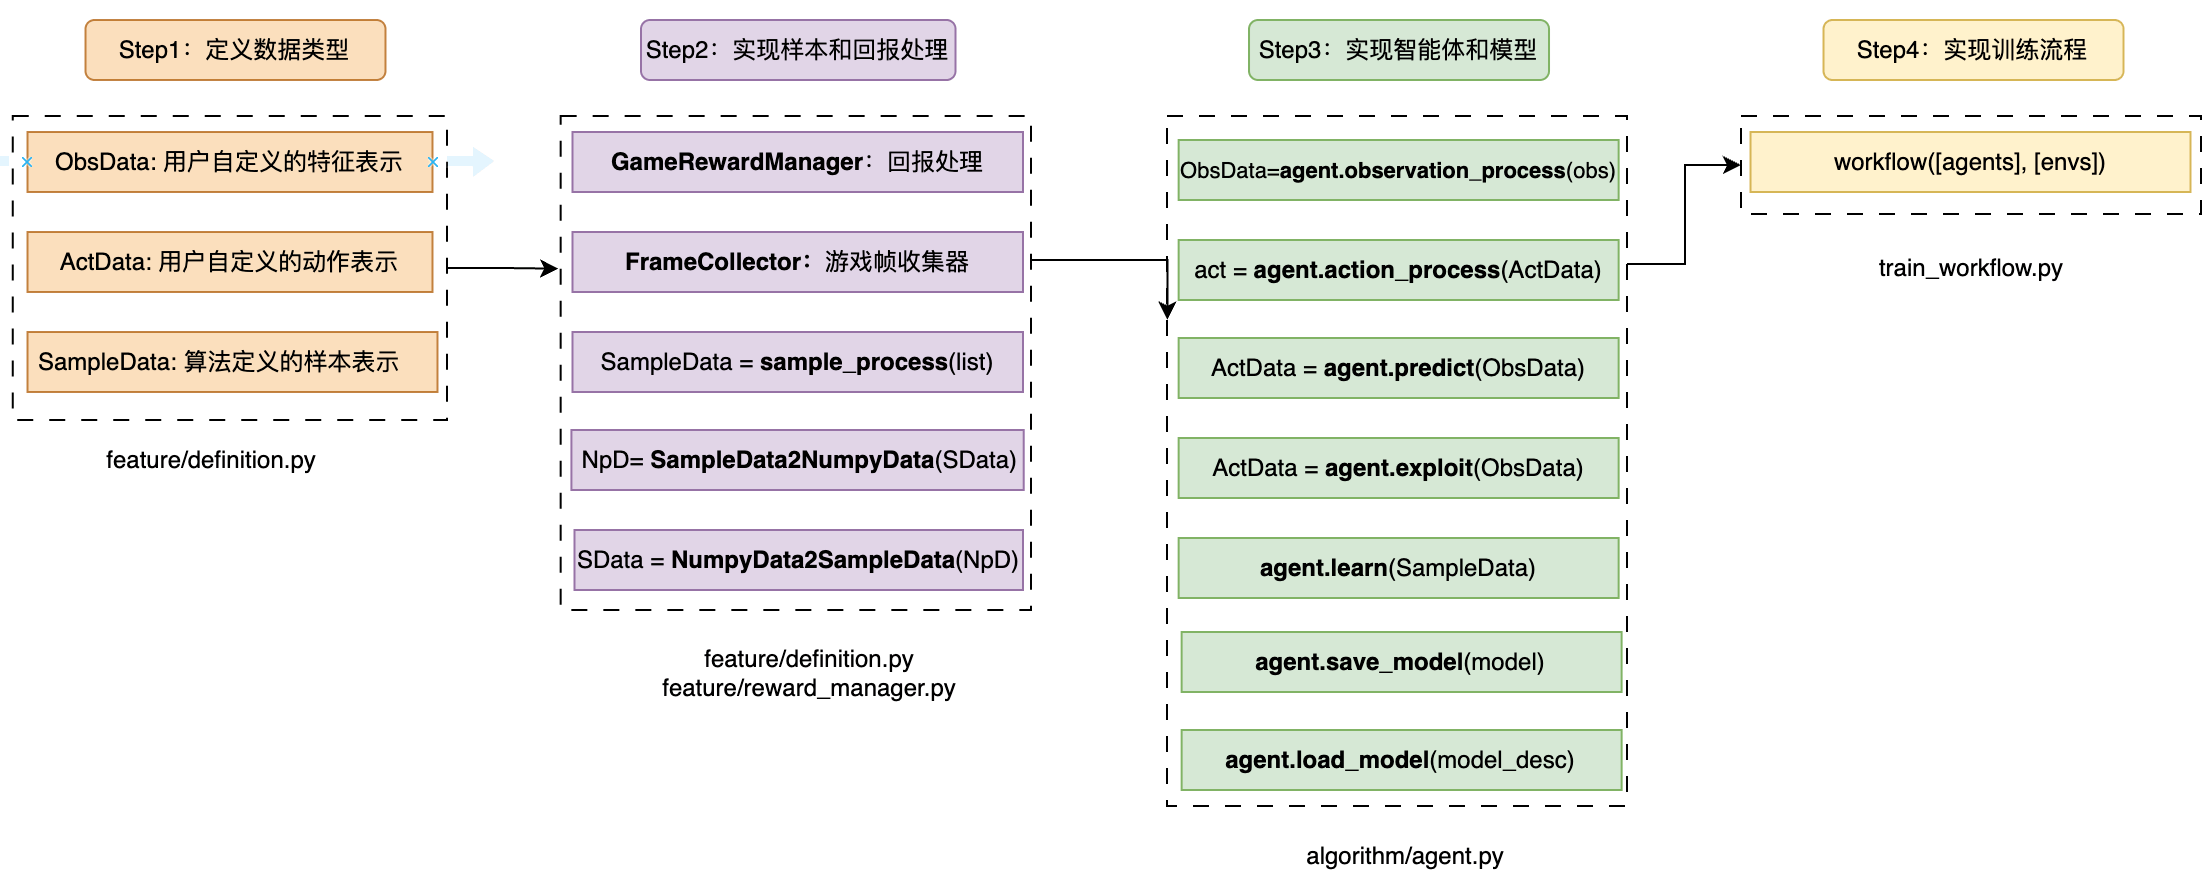 Step1：定义数据类型
ObsData: 用户自定义的特征表示
ActData: 用户自定义的动作表示
SampleData: 算法定义的样本表示
feature/definition.py
Step2：实现样本和回报处理
GameRewardManager：回报处理
FrameCollector：游戏帧收集器
SampleData = sample_process(list)
NpD= SampleData2NumpyData(SData)
SData = NumpyData2SampleData(NpD)
feature/definition.py
feature/reward_manager.py
Step3：实现智能体和模型
ObsData=agent.observation_process(obs)
act = agent.action_process(ActData)
ActData = agent.predict(ObsData)
ActData = agent.exploit(ObsData)
agent.learn(SampleData)
agent.save_model(model)
agent.load_model(model_desc)
algorithm/agent.py
Step4：实现训练流程
workflow([agents], [envs])
train_workflow.py